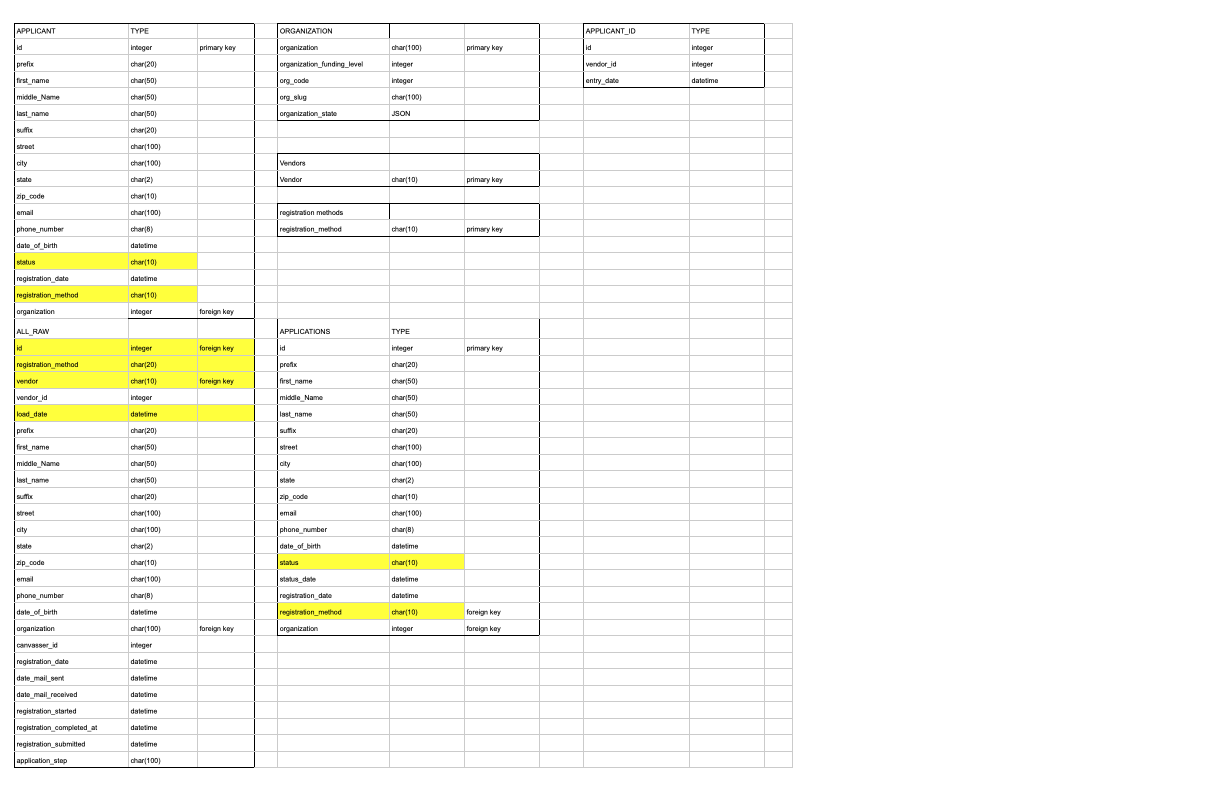 APPLICANT TYPE
id integer primary key
prefix char(20)
first_name char(50)
middle_Name char(50)
last_name char(50)
suffix char(20)
street char(100)
city char(100)
state char(2)
zip_code char(10)
email char(100)
phone_number char(8)
date_of_birth datetime
status char(10)
registration_date datetime
registration_method char(10)
organization integer foreign key
ORGANIZATION
organization char(100) primary key
organization_funding_level integer
org_code integer
org_slug char(100)
organization_state JSON
Vendors
Vendor char(10) primary key
registration methods
registration_method char(10) primary key
APPLICANT_ID TYPE
id integer
vendor_id integer
entry_date datetime
ALL_RAW
id integer foreign key
registration_method char(20)
vendor char(10) foreign key
vendor_id integer
load_date datetime
prefix char(20)
first_name char(50)
middle_Name char(50)
last_name char(50)
suffix char(20)
street char(100)
city char(100)
state char(2)
zip_code char(10)
email char(100)
phone_number char(8)
date_of_birth datetime
organization char(100) foreign key
canvasser_id integer
registration_date datetime
date_mail_sent datetime
date_mail_received datetime
registration_started datetime
registration_completed_at datetime
registration_submitted datetime
application_step char(100)
APPLICATIONS TYPE
id integer primary key
prefix char(20)
first_name char(50)
middle_Name char(50)
last_name char(50)
suffix char(20)
street char(100)
city char(100)
state char(2)
zip_code char(10)
email char(100)
phone_number char(8)
date_of_birth datetime
status char(10)
status_date datetime
registration_date datetime
registration_method char(10) foreign key
organization integer foreign key